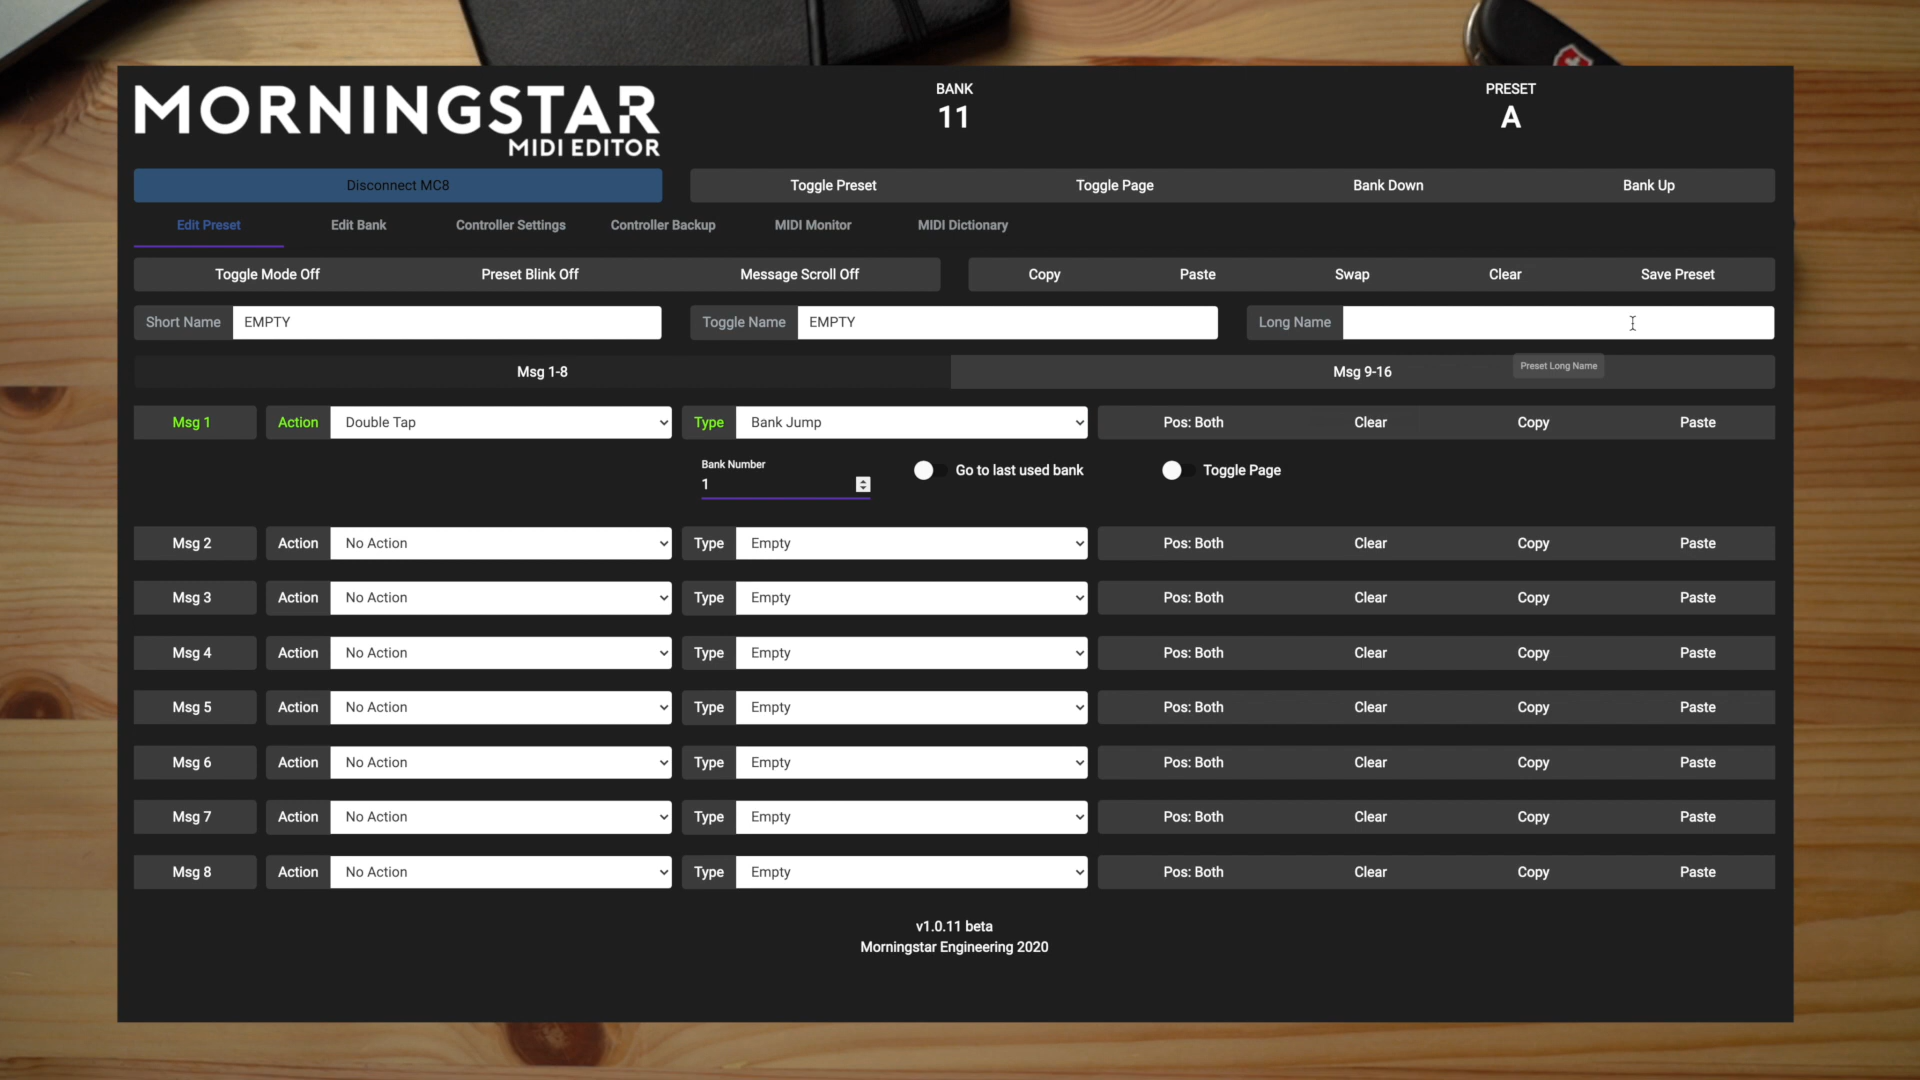 MORNINGSTAR
MIDI EDITOR
BANK
11
PRESET
A
Disconnect MC8
Toggle Preset
Toggle Page
Bank Down
Bank Up
Edit Preset
Edit Bank
Controller Settings
Controller Backup
MIDI Monitor
MIDI Dictionary
Toggle Mode Off
Preset Blink Off
Message Scroll Off
Copy
Paste
Swap
Clear
Save Preset
Short Name EMPTY
Toggle Name EMPTY
Long Name
Msg 1-8
Msg 9-16
Preset Long Name
Msg 1 Action Double Tap Type Bank Jump Pos: Both Clear Copy Paste
Bank Number
1
Go to last used bank
Toggle Page
Msg 2 Action No Action Type Empty Pos: Both Clear Copy Paste
Msg 3 Action No Action Type Empty Pos: Both Clear Copy Paste
Msg 4 Action No Action Type Empty Pos: Both Clear Copy Paste
Msg 5 Action No Action Type Empty Pos: Both Clear Copy Paste
Msg 6 Action No Action Type Empty Pos: Both Clear Copy Paste
Msg 7 Action No Action Type Empty Pos: Both Clear Copy Paste
Msg 8 Action No Action Type Empty Pos: Both Clear Copy Paste
v1.0.11 beta
Morningstar Engineering 2020